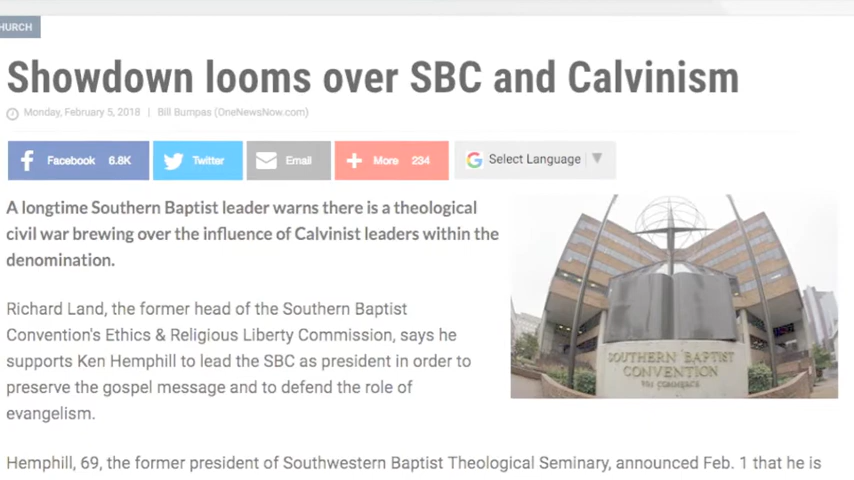 HURCH
Showdown looms over SBC and Calvinism
Monday, February 5, 2018 | Bill Bumpas (OneNewsNow.com)
Facebook 6.8K Twitter Email More 234 Select Language
A longtime Southern Baptist leader warns there is a theological
civil war brewing over the influence of Calvinist leaders within the
denomination.
Richard Land, the former head of the Southern Baptist
Convention's Ethics & Religious Liberty Commission, says he
supports Ken Hemphill to lead the SBC as president in order to
preserve the gospel message and to defend the role of
evangelism.
SOUTHERN BAPTIST
CONVENTION
901 COMMERCE
Hemphill, 69, the former president of Southwestern Baptist Theological Seminary, announced Feb. 1 that he is